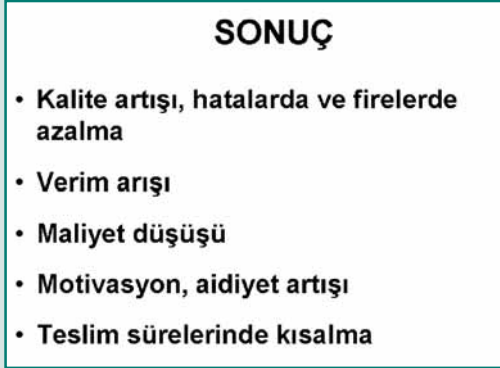 SONUÇ
• Kalite artışı, hatalarda ve firelerde
azalma
• Verim arışı
• Maliyet düşüşü
• Motivasyon, aidiyet artışı
• Teslim sürelerinde kısalma